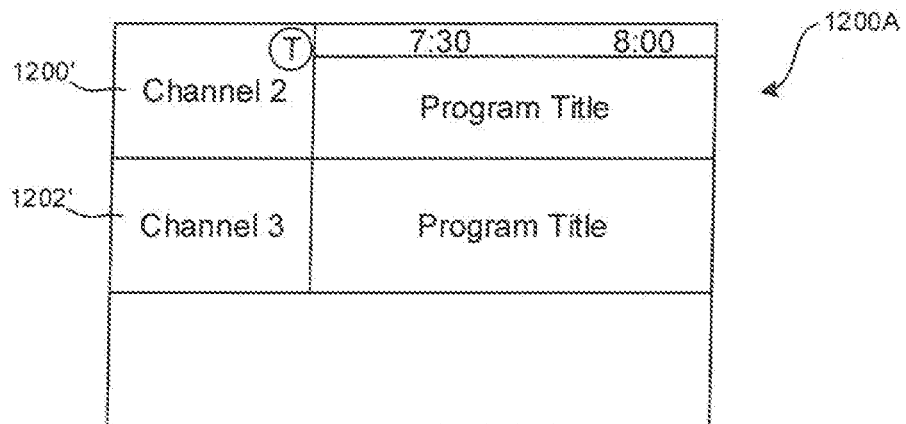 1200A
T 7:30 8:00
1200' Channel 2 Program Title
1202' Channel 3 Program Title